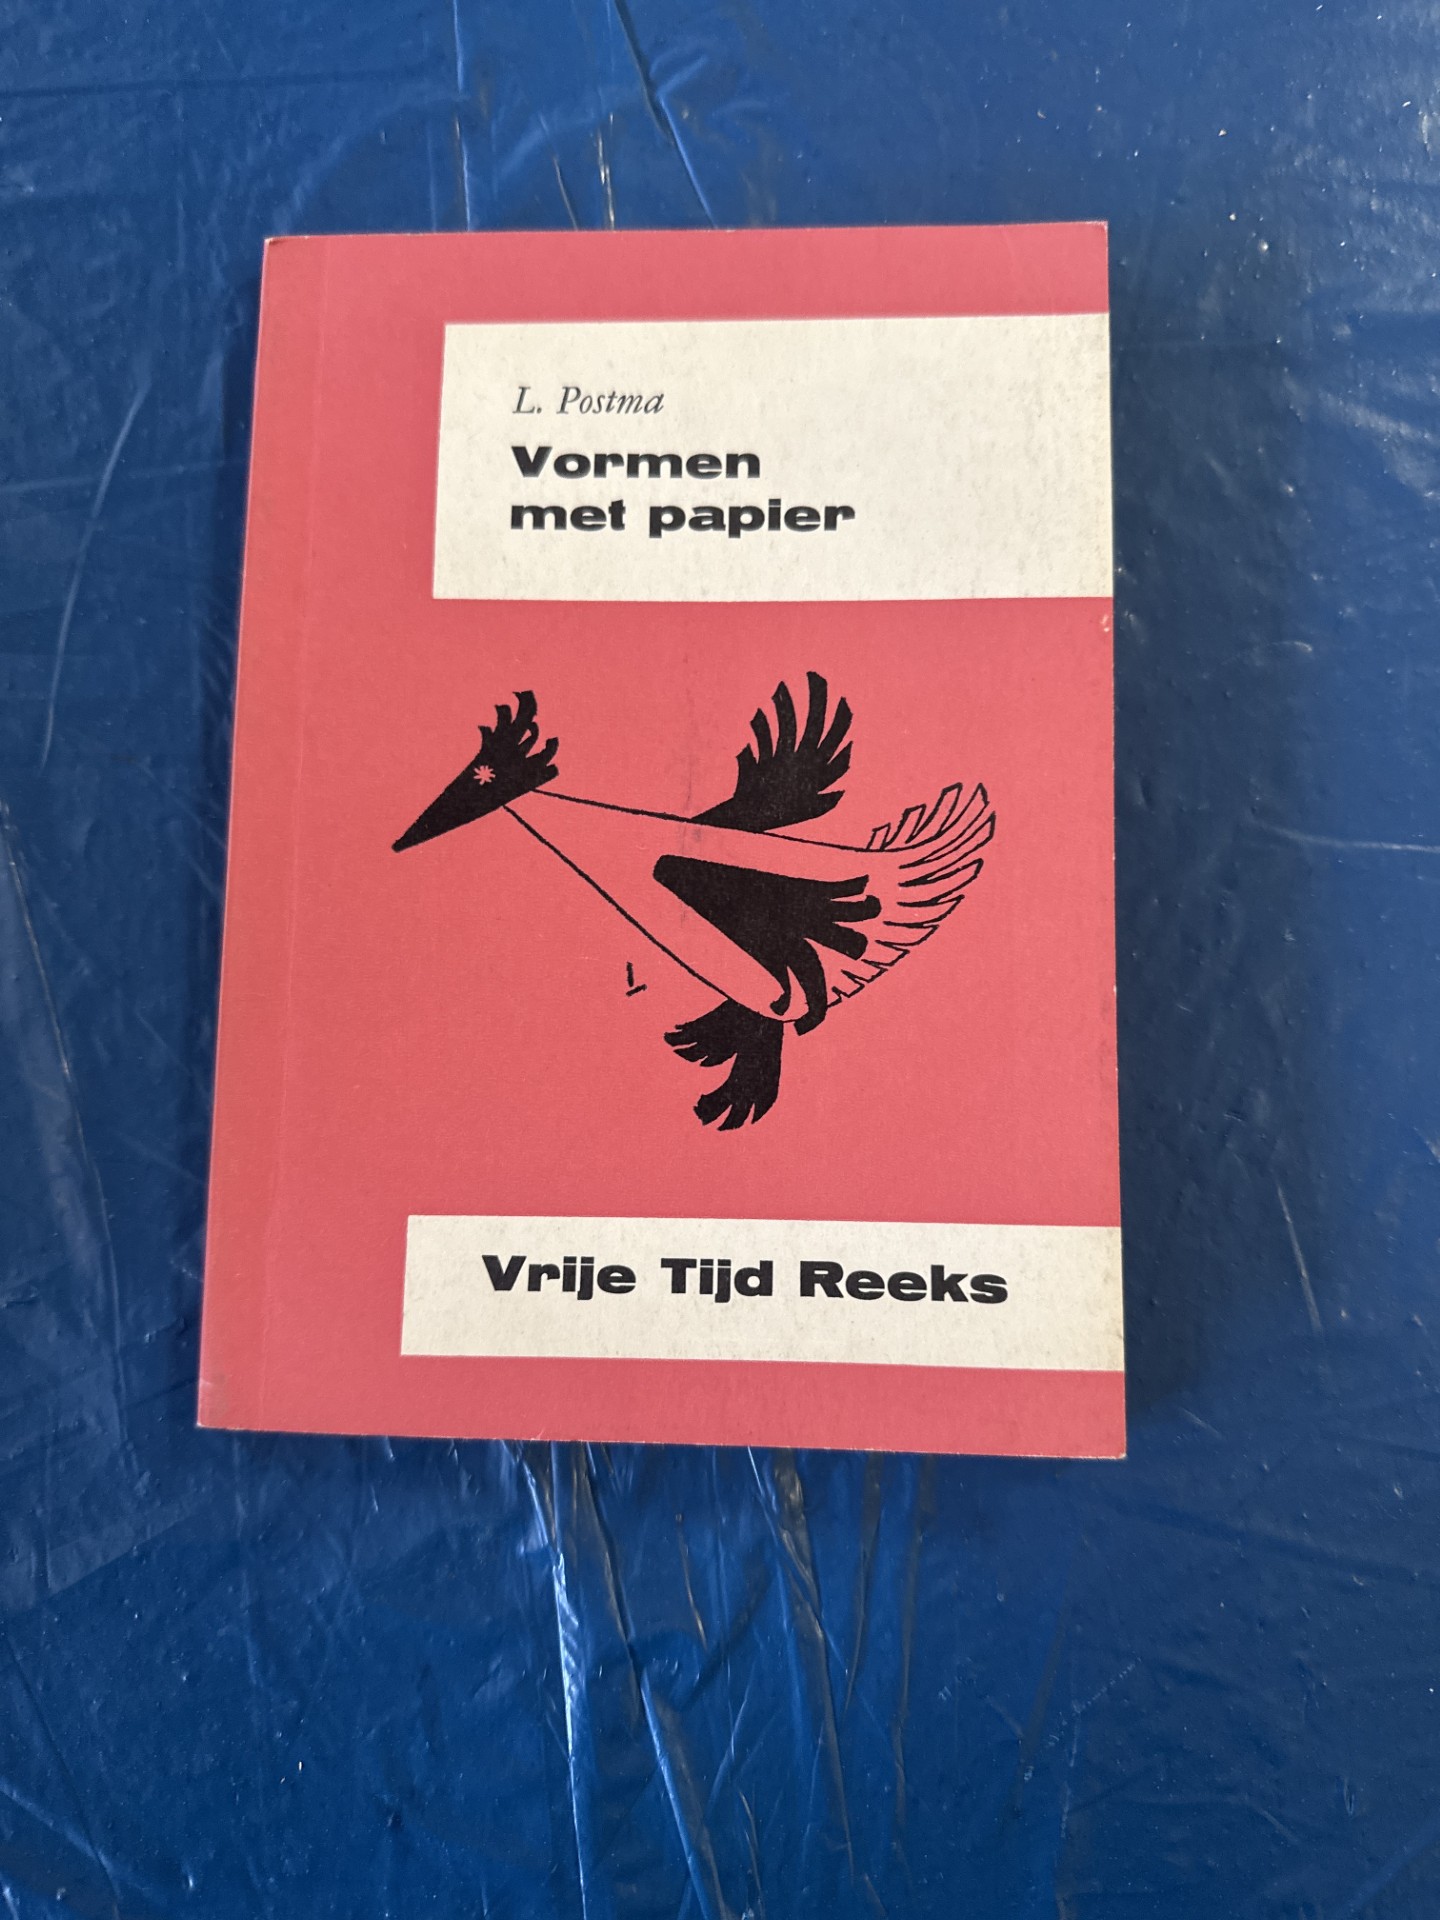 L. Postma
Vormen
met papier
Vrije Tijd Reeks